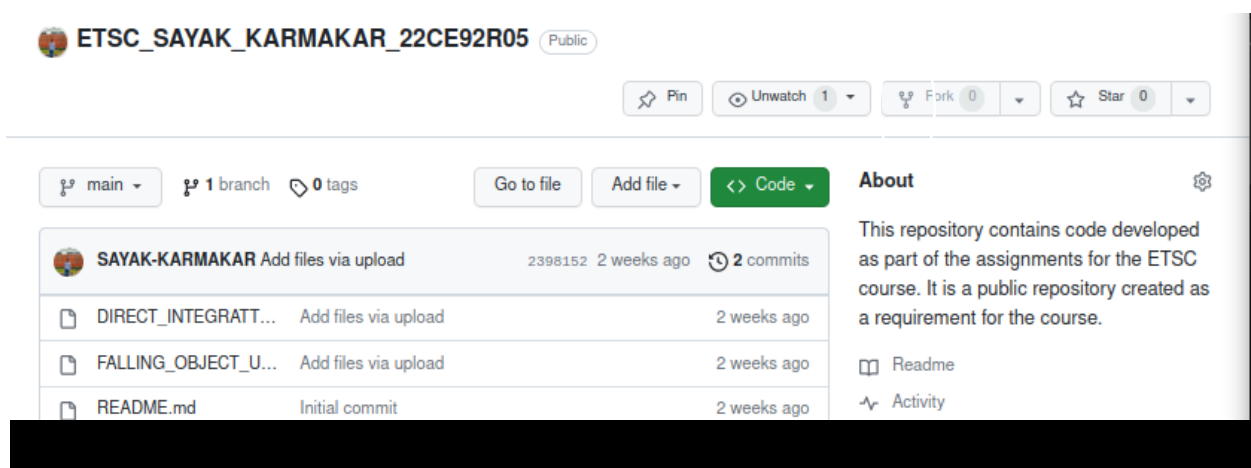 ETSC_SAYAK_KARMAKAR_22CE92R05 Public
Pin Unwatch 1 Fork 0 Star 0
main 1 branch 0 tags Go to file Add file <> Code
SAYAK-KARMAKAR Add files via upload 2398152 2 weeks ago 2 commits
DIRECT_INTEGRATT... Add files via upload 2 weeks ago
FALLING_OBJECT_U... Add files via upload 2 weeks ago
README.md Initial commit 2 weeks ago
About
This repository contains code developed
as part of the assignments for the ETSC
course. It is a public repository created as
a requirement for the course.
Readme
Activity